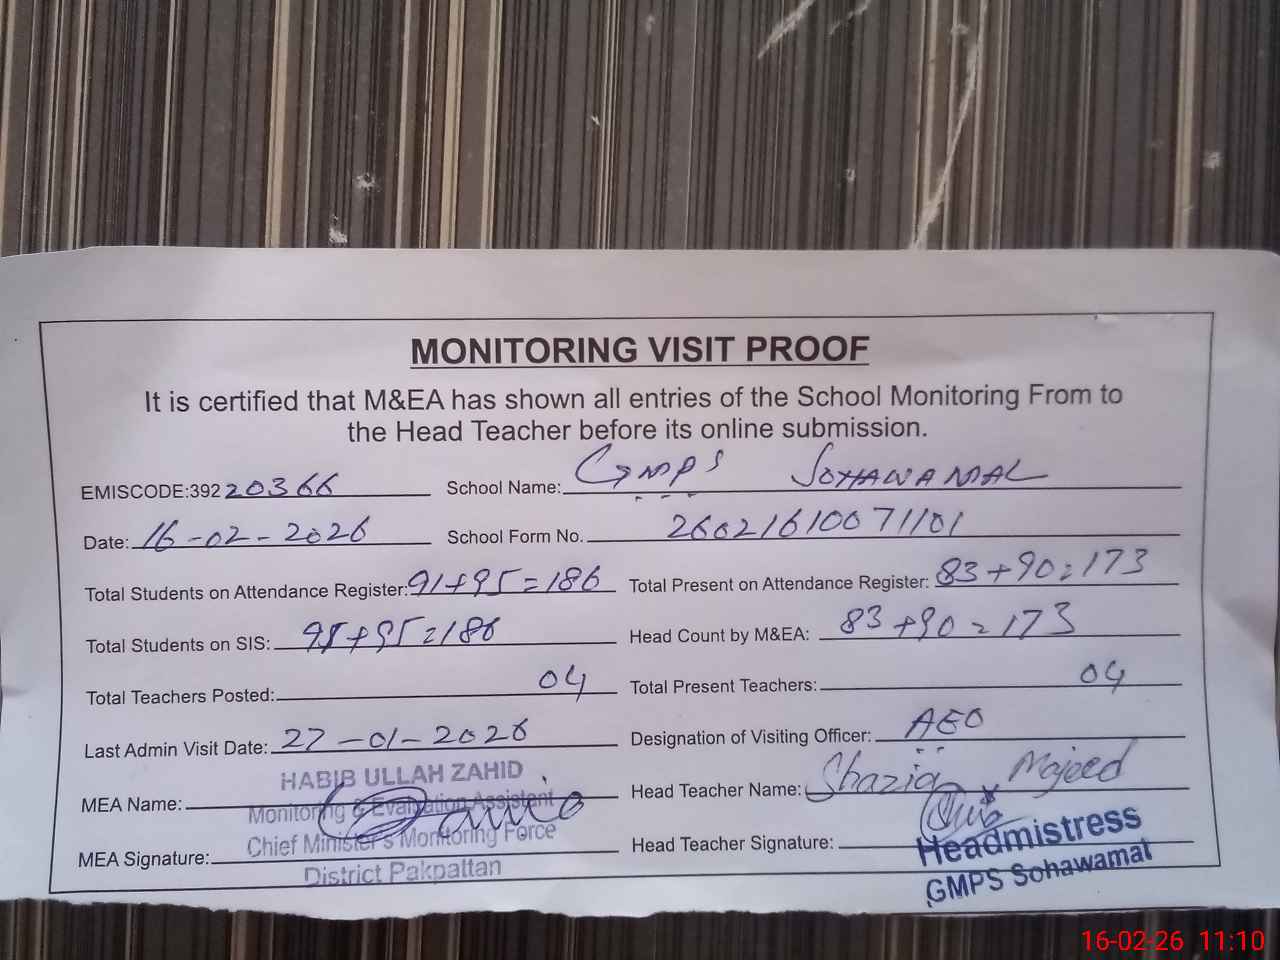 MONITORING VISIT PROOF
It is certified that M&EA has shown all entries of the School Monitoring From to
the Head Teacher before its online submission.
EMISCODE:392 20366 School Name: GMPS SOHAWAMAL
Date: 16-02-2026 School Form No. 26021610071101
Total Students on Attendance Register: 91+95=186 Total Present on Attendance Register: 83+90=173
Total Students on SIS: 91+95=186 Head Count by M&EA: 83+90=173
Total Teachers Posted: 04 Total Present Teachers: 04
Last Admin Visit Date: 27-01-2026 Designation of Visiting Officer: AEO
MEA Name: HABIB ULLAH ZAHID Head Teacher Name: Shazia Majeed
Monitoring & Evaluation Assistant
Chief Minister's Monitoring Force
MEA Signature: Head Teacher Signature:
District Pakpattan
Headmistress
GMPS Sohawamal
16-02-26 11:10